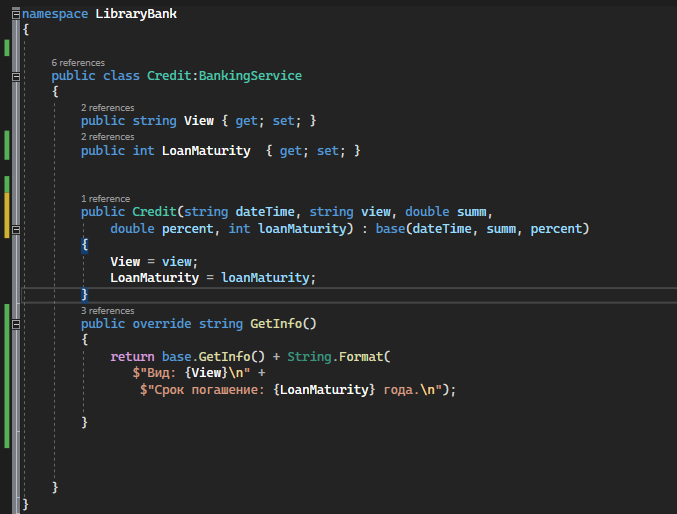 namespace LibraryBank
{
6 references
public class Credit:BankingService
{
2 references
public string View { get; set; }
2 references
public int LoanMaturity { get; set; }
1 reference
public Credit(string dateTime, string view, double summ,
double percent, int loanMaturity) : base(dateTime, summ, percent)
{
View = view;
LoanMaturity = loanMaturity;
}
3 references
public override string GetInfo()
{
return base.GetInfo() + String.Format(
$"Вид: {View}\n" +
$"Срок погашение: {LoanMaturity} года.\n");
}
}
}